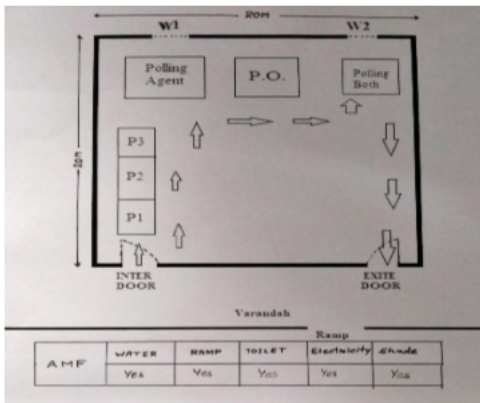 20M
W1 W2
Polling Agent
P.O.
Polling Both
20M
P3
P2
P1
INTER DOOR
EXITE DOOR
Varandah
Ramp
AMF WATER RAMP TOILET Electricity Shade
Yes Yes Yes Yes Yes